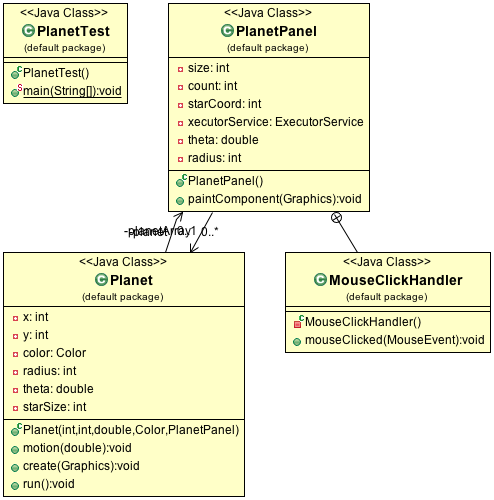 <<Java Class>>
PlanetTest
(default package)
PlanetTest()
main(String[]):void
<<Java Class>>
PlanetPanel
(default package)
size: int
count: int
starCoord: int
xecutorService: ExecutorService
theta: double
radius: int
PlanetPanel()
paintComponent(Graphics):void
0..1
0..*
<<Java Class>>
Planet
(default package)
x: int
y: int
color: Color
radius: int
theta: double
starSize: int
Planet(int,int,double,Color,PlanetPanel)
motion(double):void
create(Graphics):void
run():void
<<Java Class>>
MouseClickHandler
(default package)
MouseClickHandler()
mouseClicked(MouseEvent):void